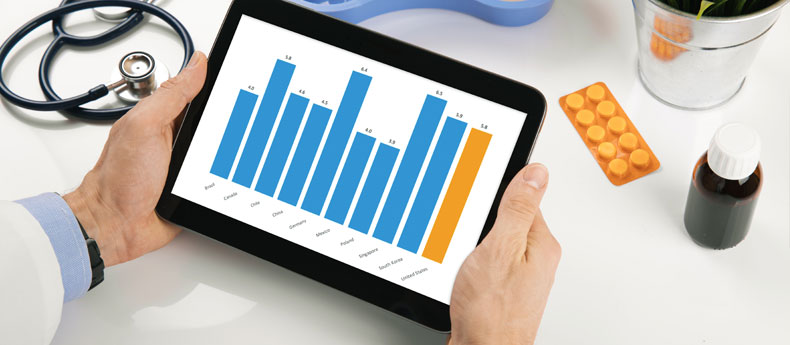 4.0
5.8
4.6
4.5
6.4
4.0
3.9
6.5
5.9
5.8
Brazil
Canada
Chile
China
Germany
Mexico
Poland
Singapore
South Korea
United States